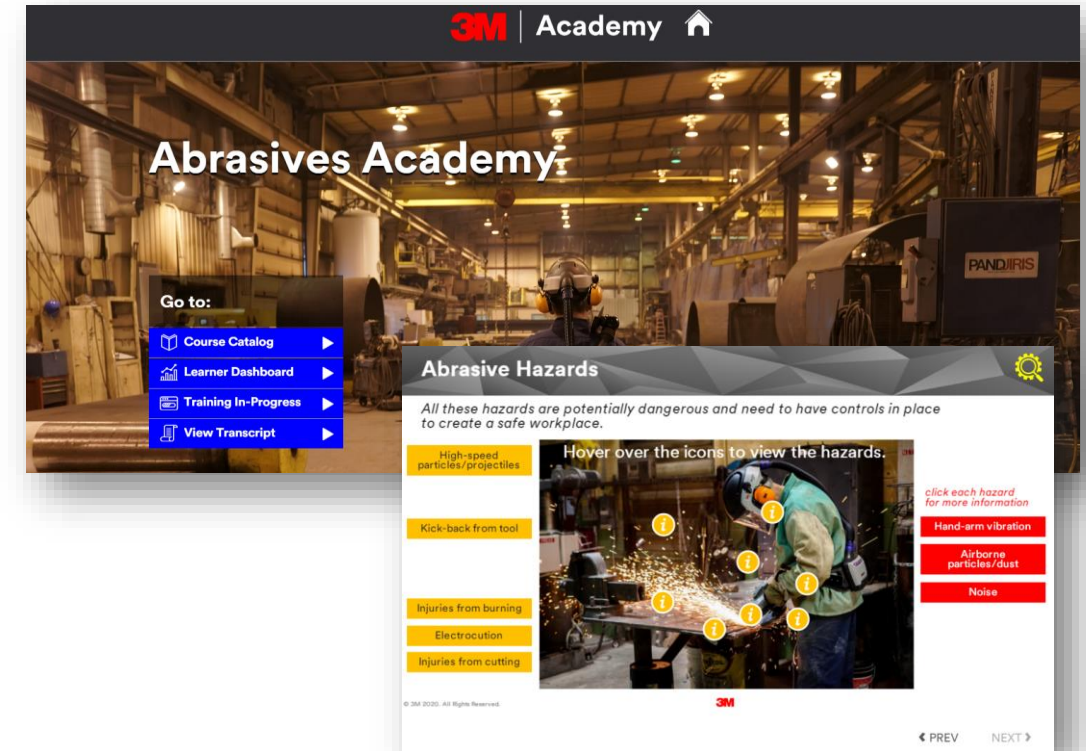 3M | Academy
Abrasives Academy
PANDJIRIS
Go to:
Course Catalog
Learner Dashboard
Training In-Progress
View Transcript
Abrasive Hazards
All these hazards are potentially dangerous and need to have controls in place
to create a safe workplace.
High-speed
particles/projectiles
Kick-back from tool
Injuries from burning
Electrocution
Injuries from cutting
Hover over the icons to view the hazards.
i
i
i
i
i
i
i
i
click each hazard
for more information
Hand-arm vibration
Airborne
particles/dust
Noise
© 3M 2020. All Rights Reserved.
3M
❮ PREV NEXT ❯